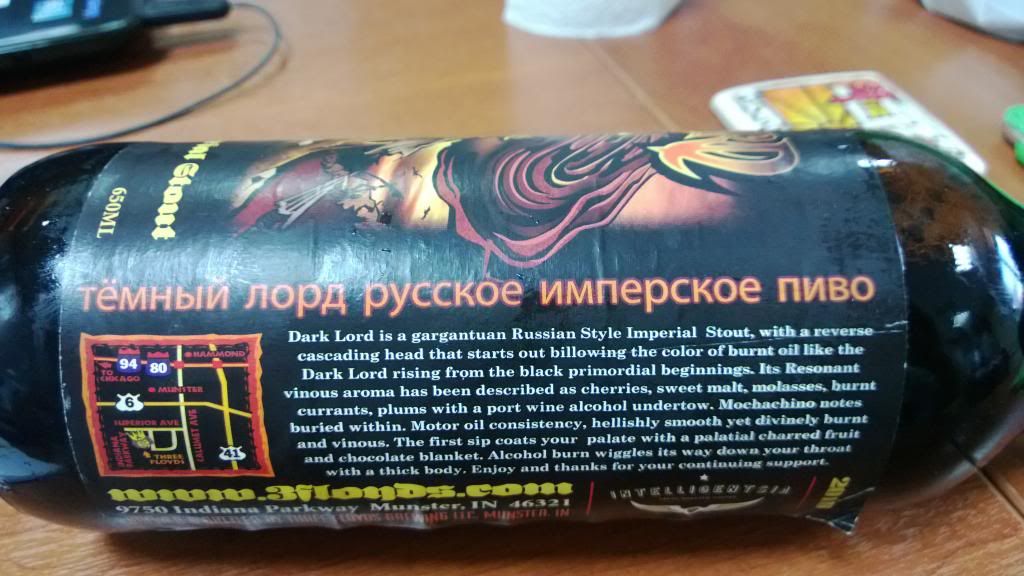 Stout
650ML
тёмный лорд русское имперское пиво
Dark Lord is a gargantuan Russian Style Imperial Stout, with a reverse
cascading head that starts out billowing the color of burnt oil like the
Dark Lord rising from the black primordial beginnings. Its Resonant
vinous aroma has been described as cherries, sweet malt, molasses, burnt
currants, plums with a port wine alcohol undertow. Mochachino notes
buried within. Motor oil consistency, hellishly smooth yet divinely burnt
and vinous. The first sip coats your palate with a palatial charred fruit
and chocolate blanket. Alcohol burn wiggles its way down your throat
with a thick body. Enjoy and thanks for your continuing support.
HAMMOND
94
80
TO CHICAGO
MUNSTER
6
SUPERIOR AVE
INDIANA PARKWAY
CALUMET AVE
THREE
FLOYDS
41
www.3floyds.com
9750 Indiana Parkway Munster, IN 46321
BREWING LLC. MUNSTER, IN
INTELLIGENTSIA